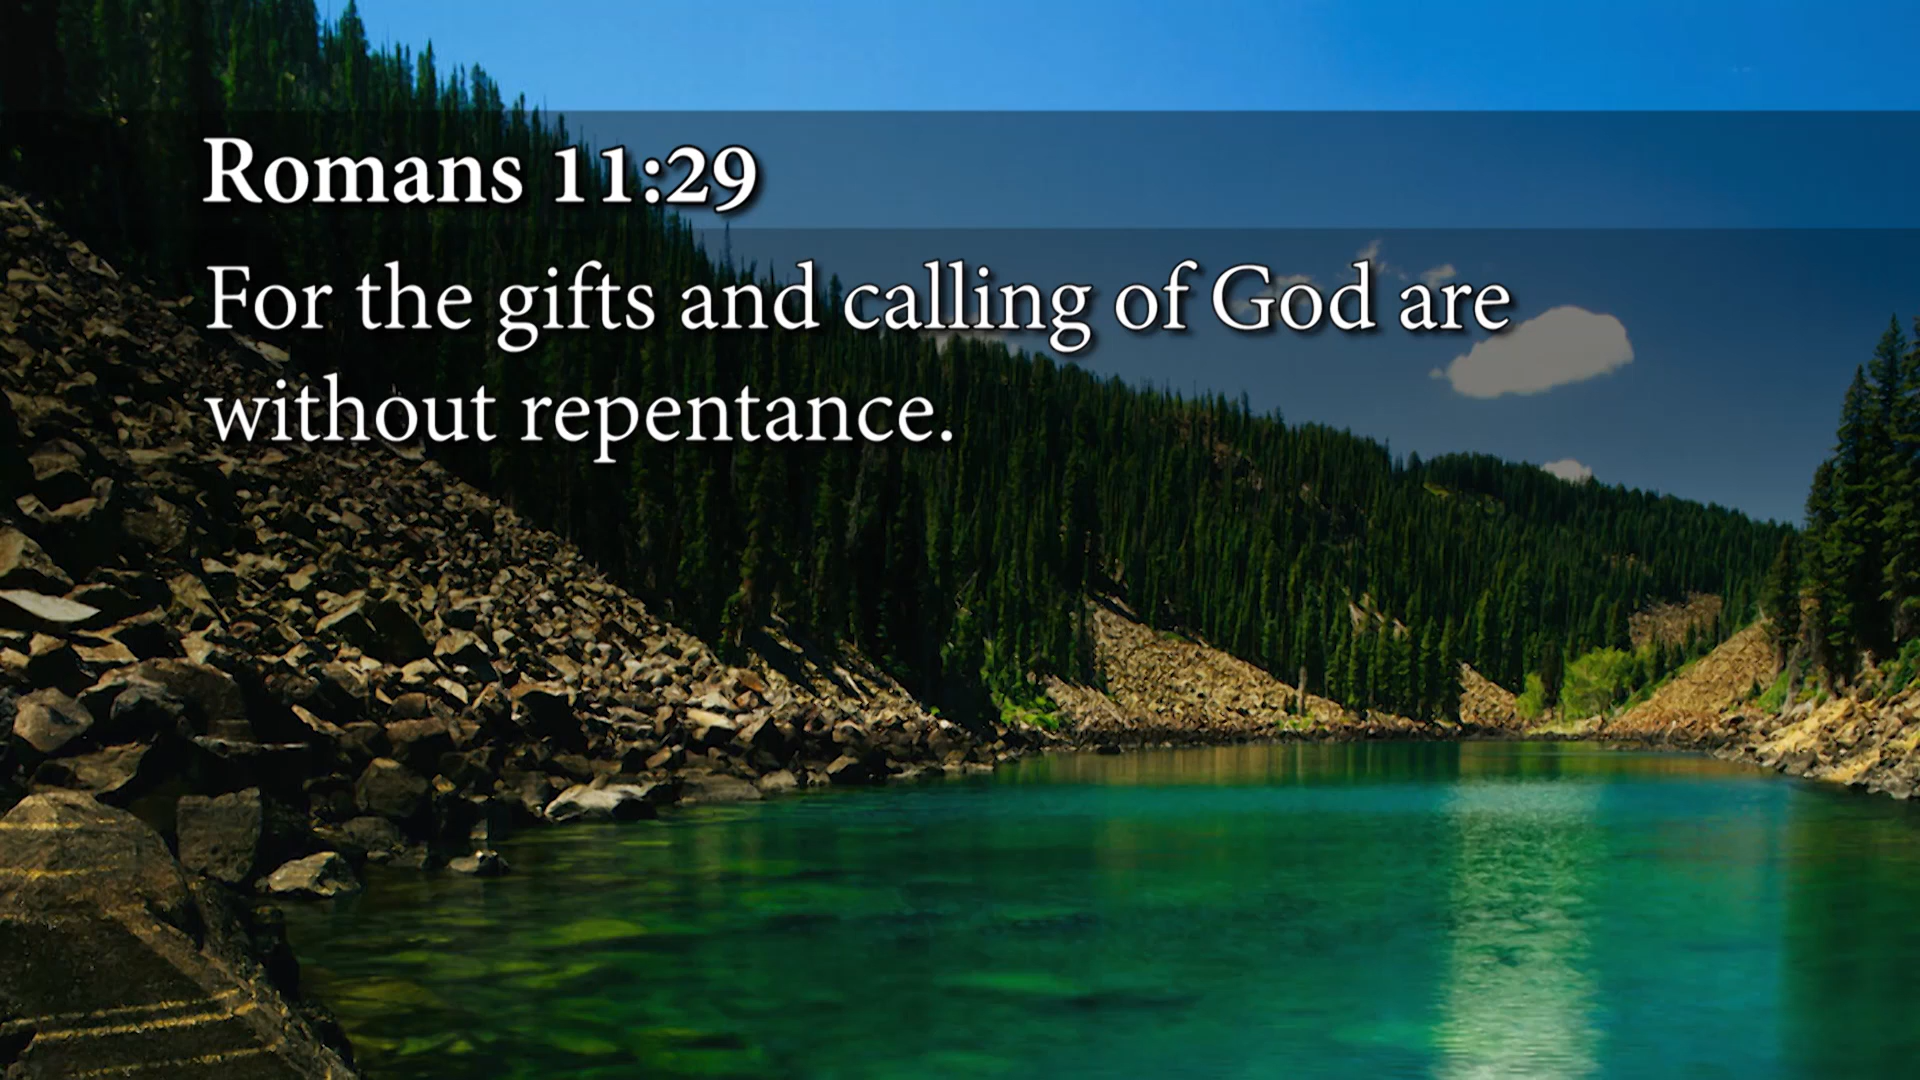 Romans 11:29
For the gifts and calling of God are
without repentance.